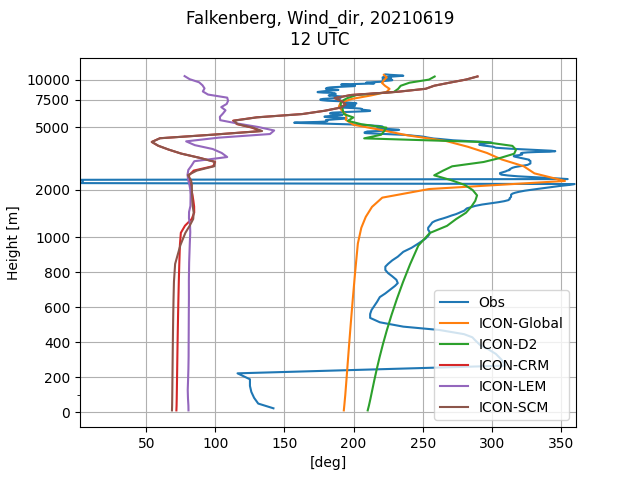 Falkenberg, Wind_dir, 20210619
12 UTC
10000
7500
5000
2000
1000
800
600
400
200
0
Height [m]
50
100
150
200
250
300
350
[deg]
Obs
ICON-Global
ICON-D2
ICON-CRM
ICON-LEM
ICON-SCM